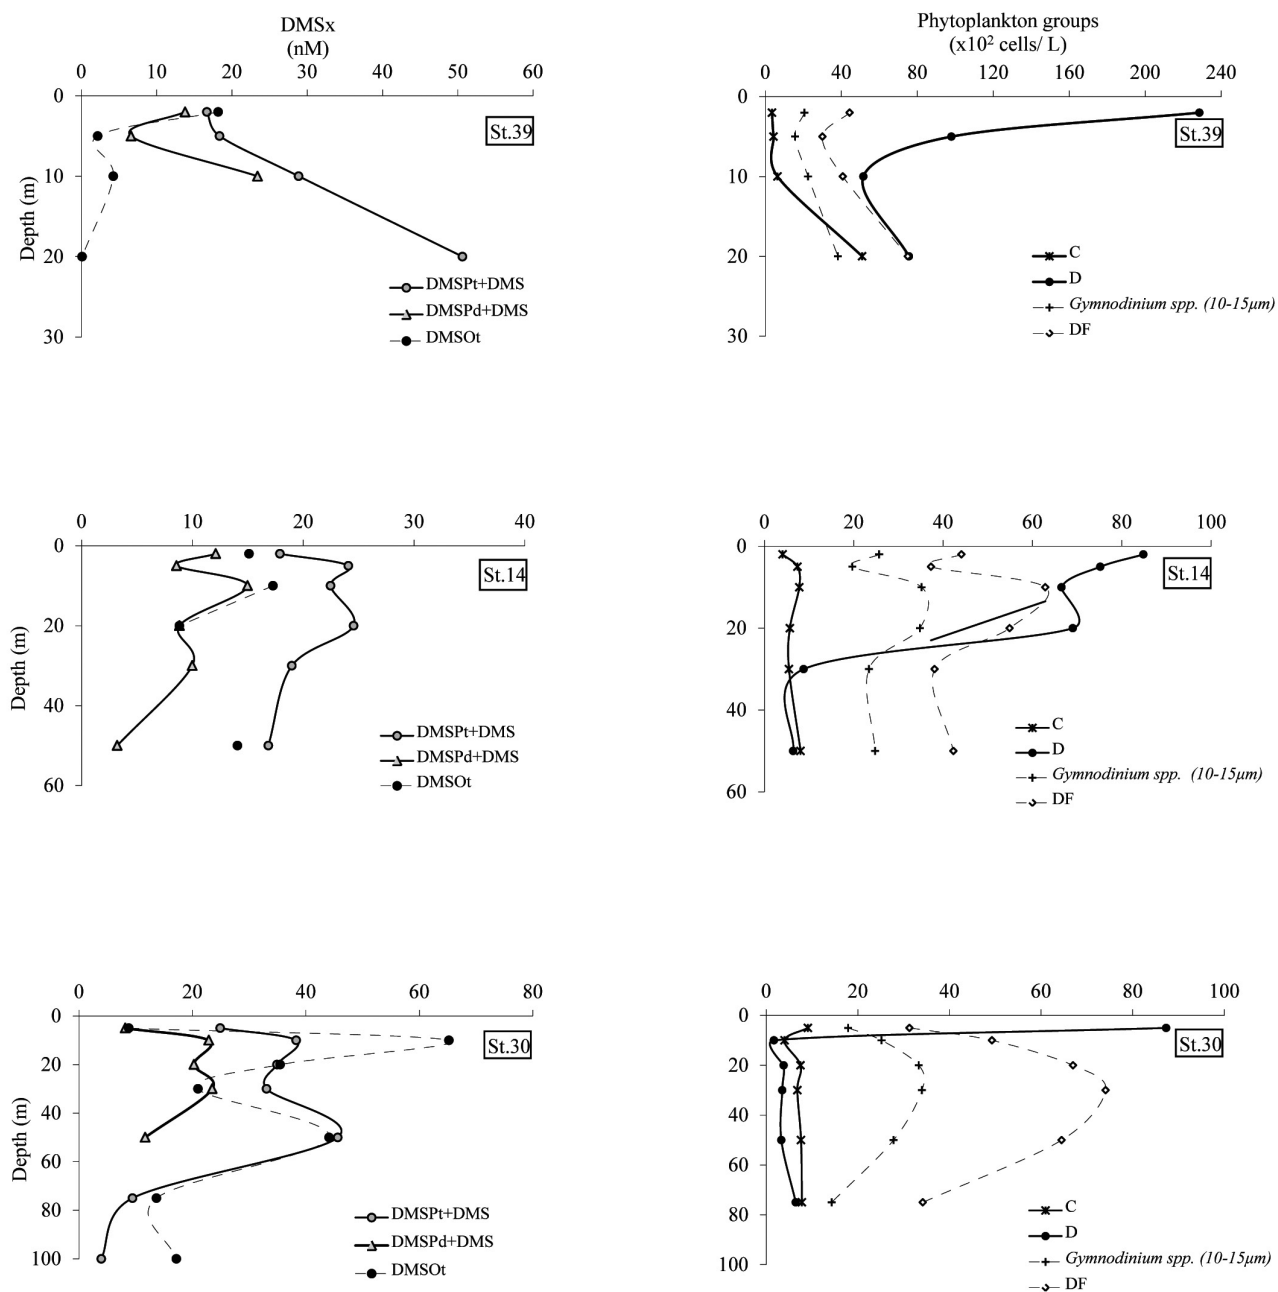 DMSx
(nM)
0 10 20 30 40 50 60
0
10
20
30
Depth (m)
St.39
DMSPt+DMS
DMSPd+DMS
DMSOt
Phytoplankton groups
(x10² cells/ L)
0 40 80 120 160 200 240
0
10
20
30
St.39
C
D
Gymnodinium spp. (10-15µm)
DF
0 10 20 30 40
0
20
40
60
Depth (m)
St.14
DMSPt+DMS
DMSPd+DMS
DMSOt
0 20 40 60 80 100
0
20
40
60
St.14
C
D
Gymnodinium spp. (10-15µm)
DF
0 20 40 60 80
0
20
40
60
80
100
Depth (m)
St.30
DMSPt+DMS
DMSPd+DMS
DMSOt
0 20 40 60 80 100
0
20
40
60
80
100
St.30
C
D
Gymnodinium spp. (10-15µm)
DF